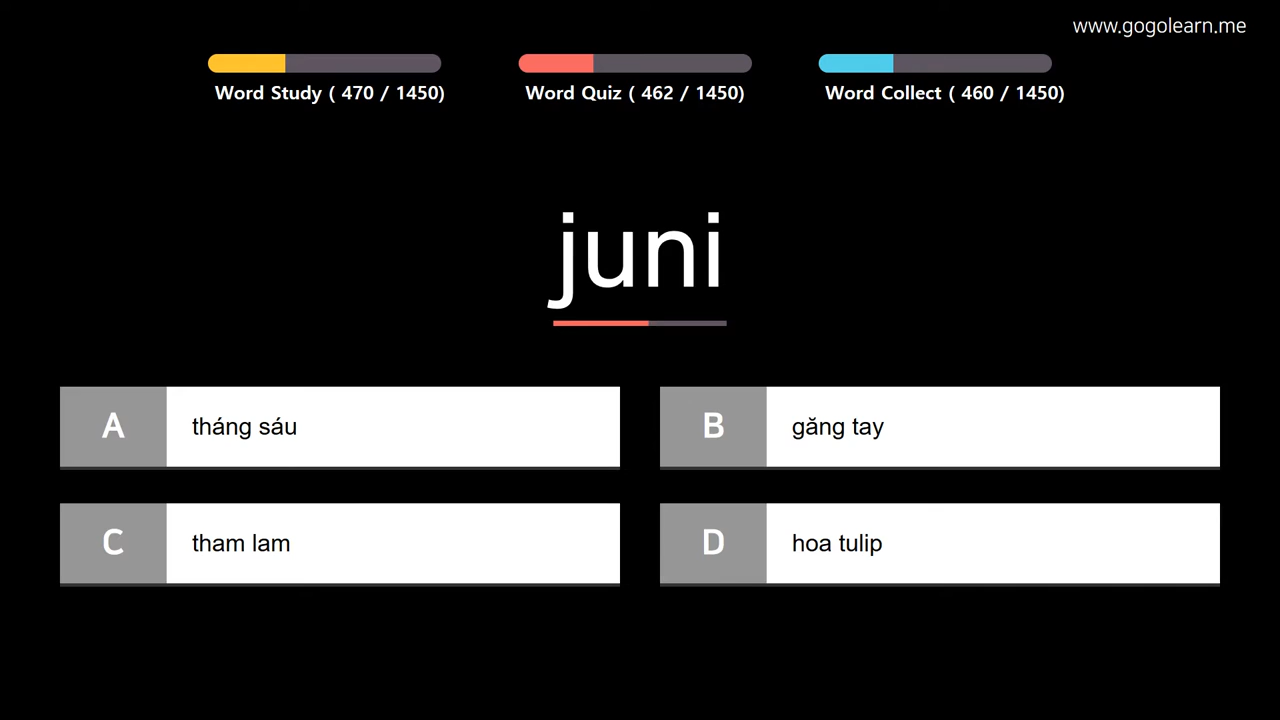 www.gogolearn.me
Word Study ( 470 / 1450)
Word Quiz ( 462 / 1450)
Word Collect ( 460 / 1450)
juni
A tháng sáu
B găng tay
C tham lam
D hoa tulip